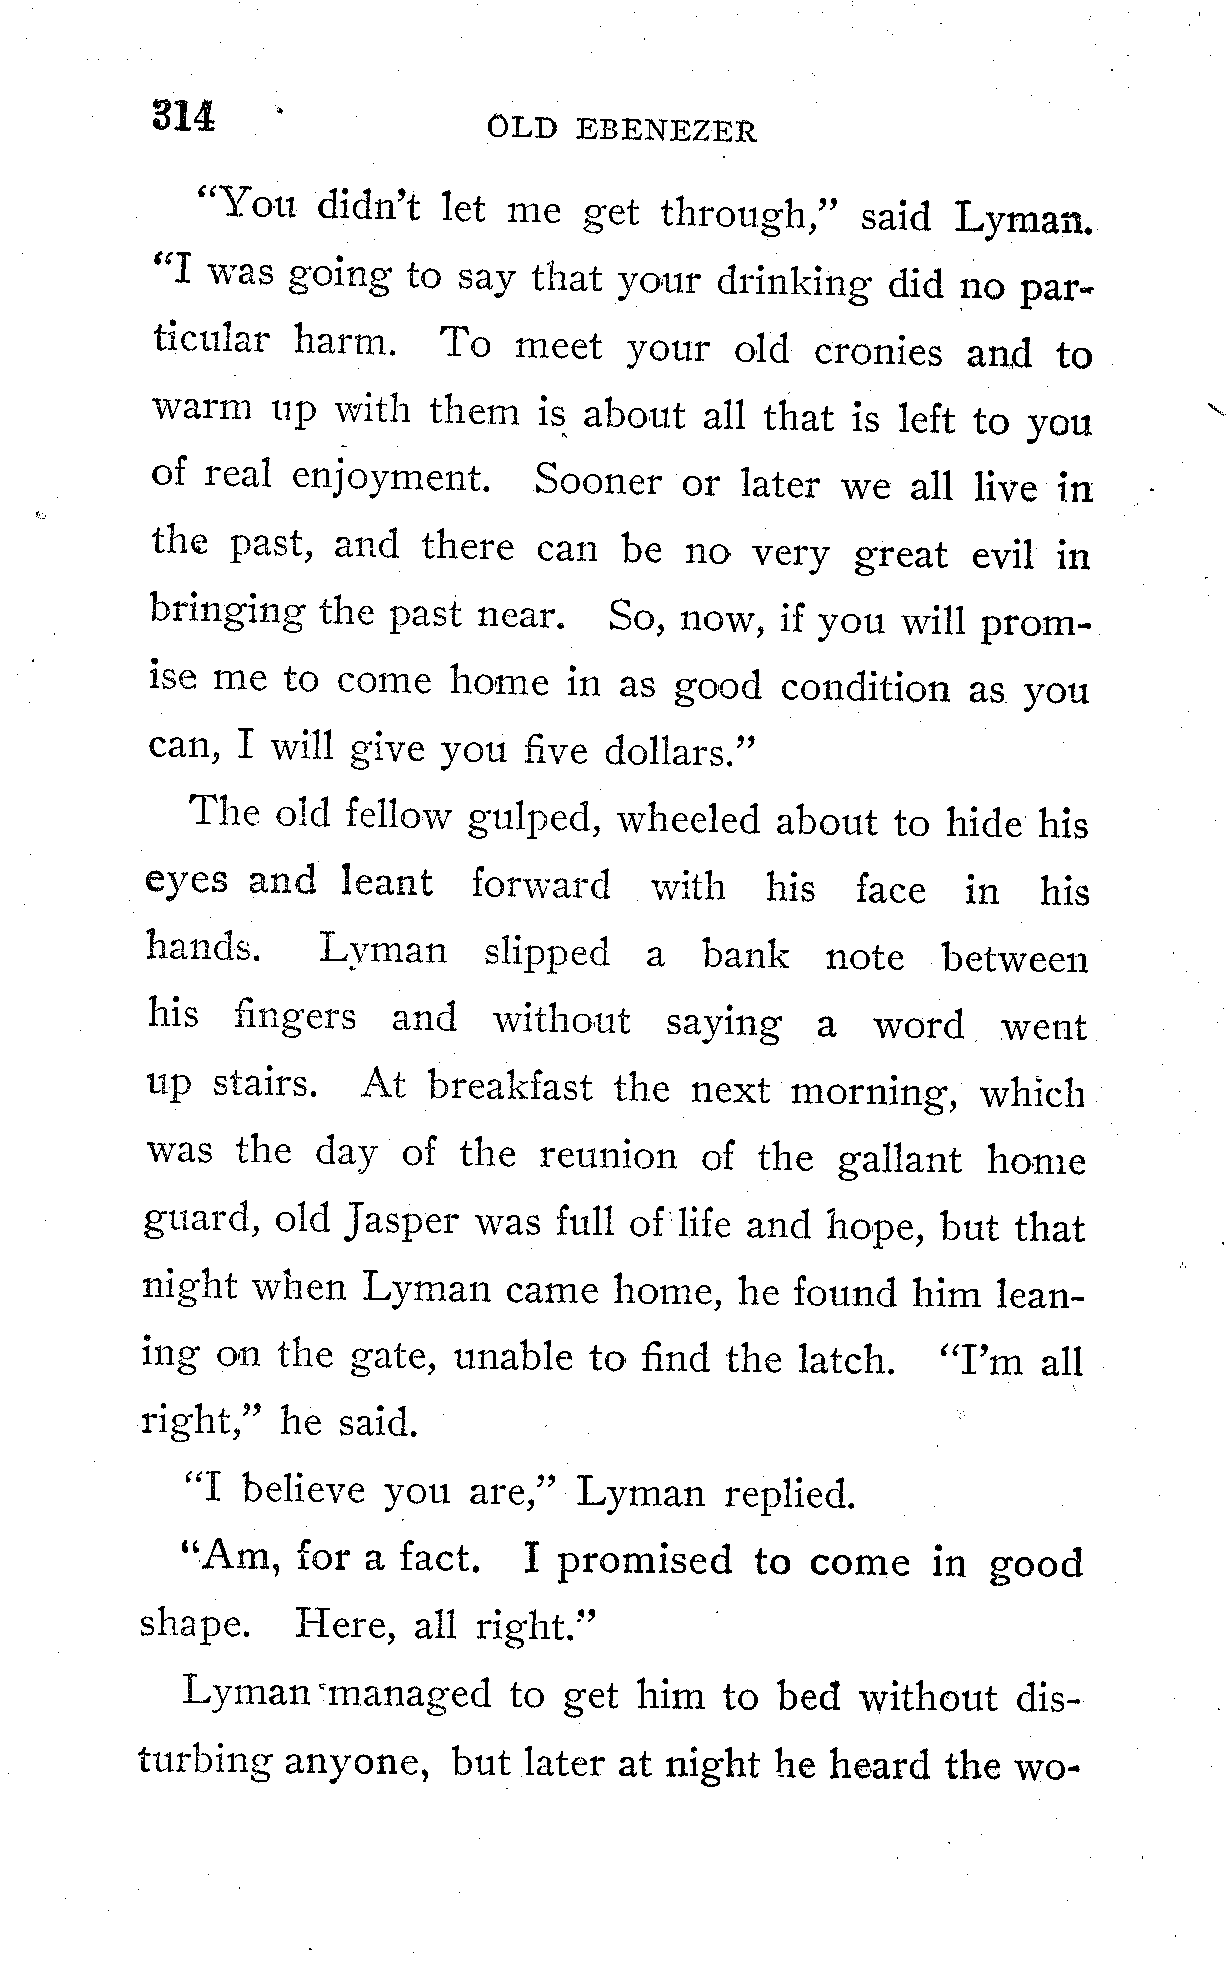 314
OLD EBENEZER
“You didn’t let me get through,” said Lyman.
“I was going to say that your drinking did no par-
ticular harm. To meet your old cronies and to
warm up with them is about all that is left to you
of real enjoyment. Sooner or later we all live in
the past, and there can be no very great evil in
bringing the past near. So, now, if you will prom-
ise me to come home in as good condition as you
can, I will give you five dollars.”
The old fellow gulped, wheeled about to hide his
eyes and leant forward with his face in his
hands. Lyman slipped a bank note between
his fingers and without saying a word went
up stairs. At breakfast the next morning, which
was the day of the reunion of the gallant home
guard, old Jasper was full of life and hope, but that
night when Lyman came home, he found him lean-
ing on the gate, unable to find the latch. “I’m all
right,” he said.
“I believe you are,” Lyman replied.
“Am, for a fact. I promised to come in good
shape. Here, all right.”
Lyman managed to get him to bed without dis-
turbing anyone, but later at night he heard the wo-